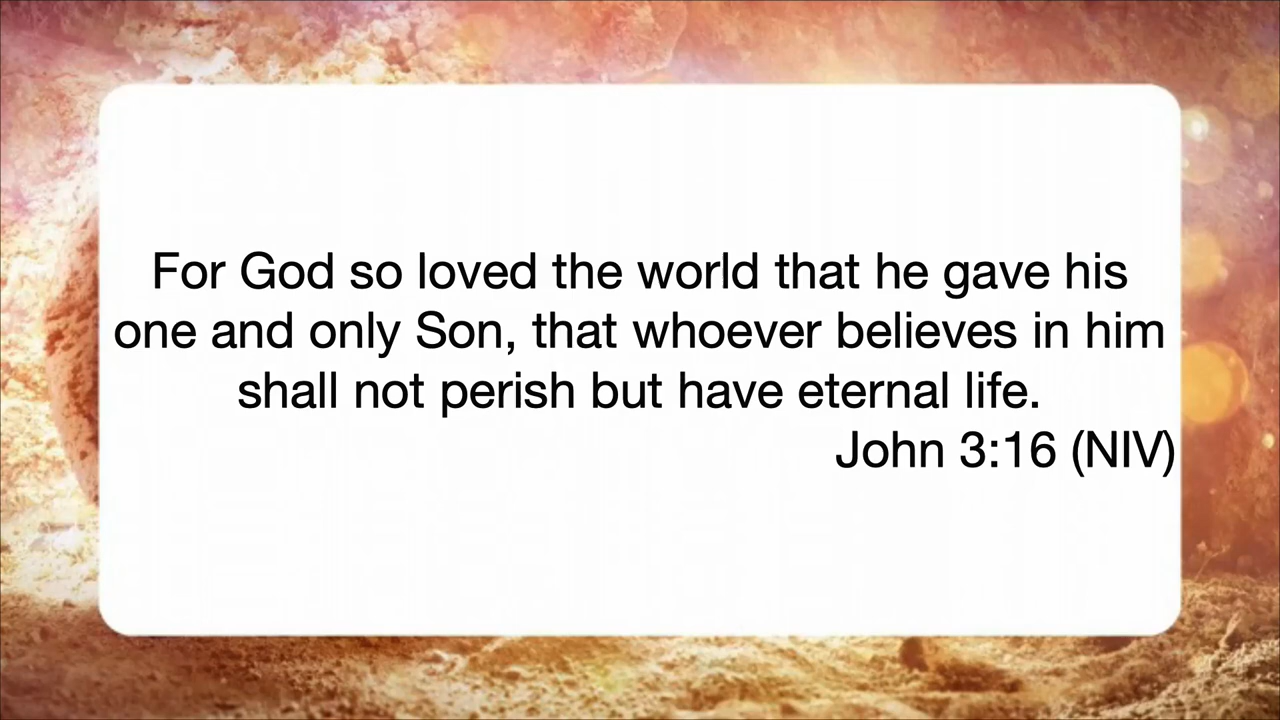 For God so loved the world that he gave his
one and only Son, that whoever believes in him
shall not perish but have eternal life.
John 3:16 (NIV)